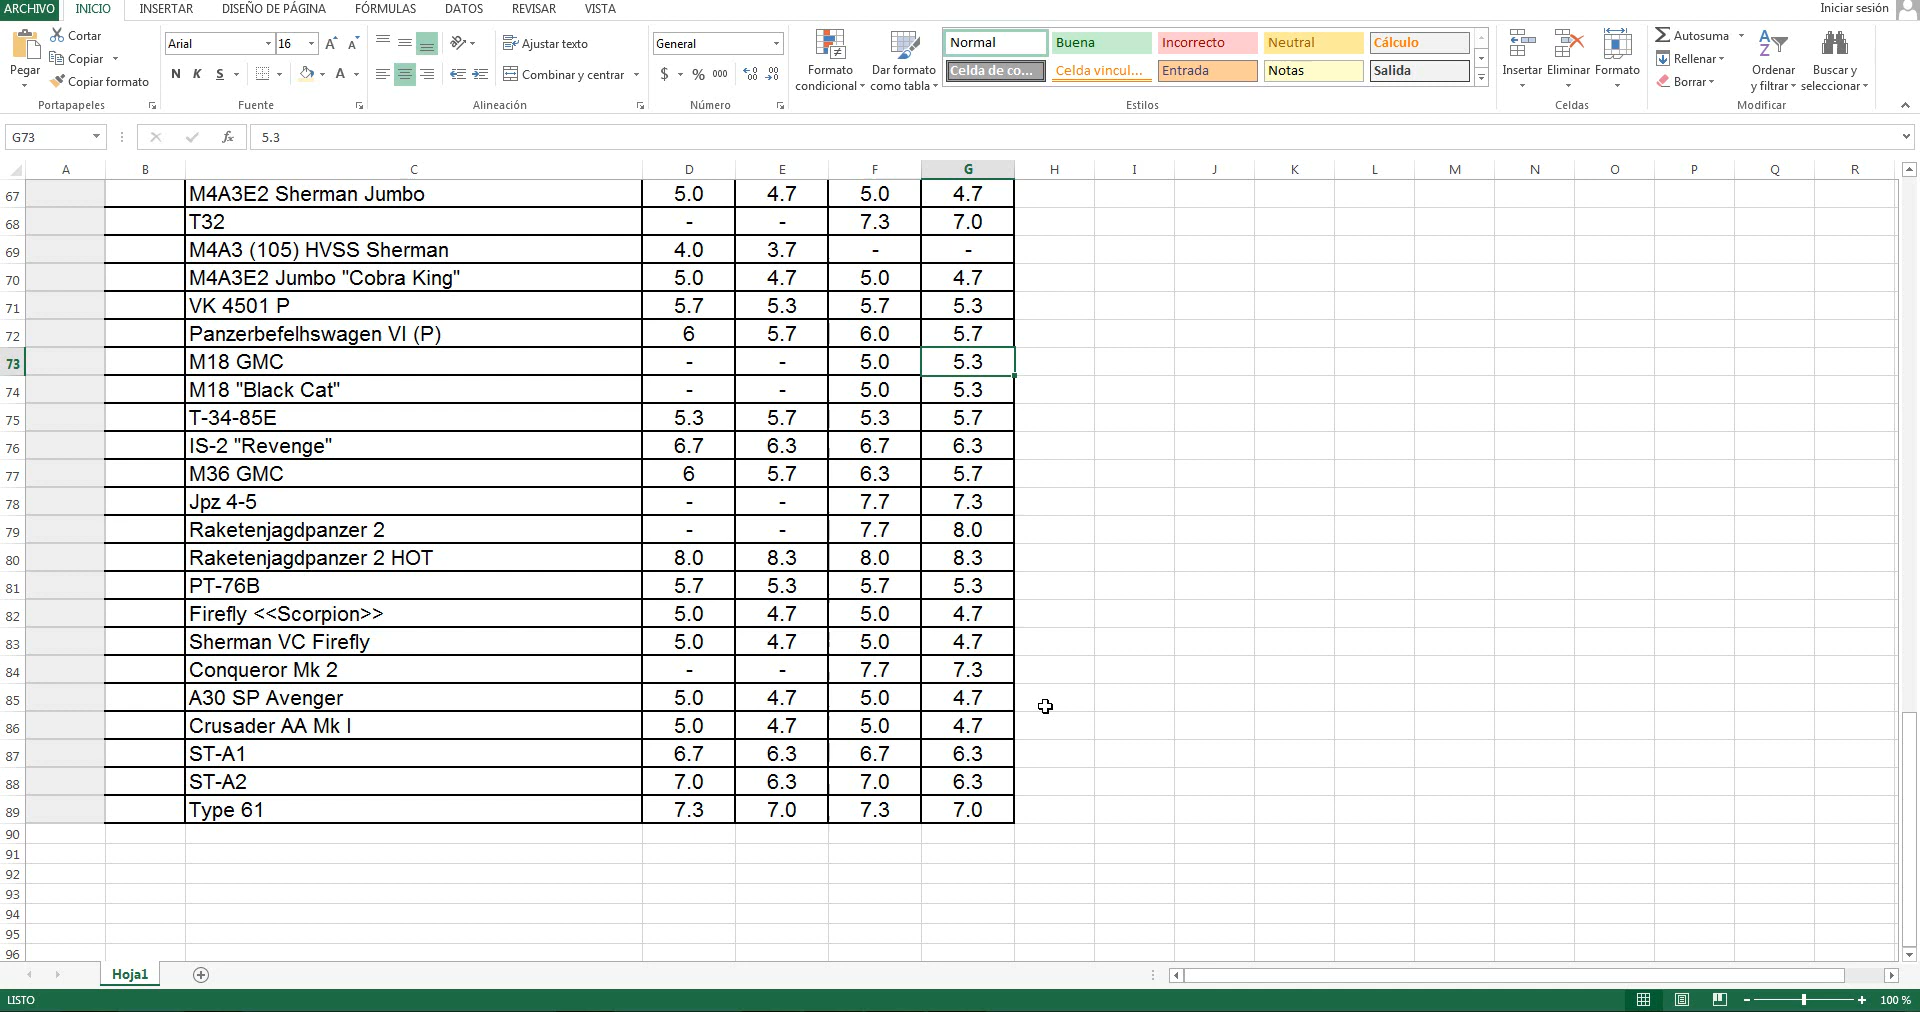 ARCHIVO INICIO INSERTAR DISEÑO DE PÁGINA FÓRMULAS DATOS REVISAR VISTA Iniciar sesión
Pegar Cortar Copiar Copiar formato
Portapapeles
Arial 16 A A
N K S A
Fuente
Ajustar texto
Combinar y centrar
Alineación
General
$ % 000
Número
Formato condicional
Dar formato como tabla
Normal Buena Incorrecto Neutral Cálculo
Celda de co... Celda vincul... Entrada Notas Salida
Estilos
Insertar Eliminar Formato
Celdas
Autosuma
Rellenar
Borrar
Ordenar y filtrar
Buscar y seleccionar
Modificar
G73 fx 5.3
A B C D E F G H I J K L M N O P Q R
67 M4A3E2 Sherman Jumbo 5.0 4.7 5.0 4.7
68 T32 - - 7.3 7.0
69 M4A3 (105) HVSS Sherman 4.0 3.7 - -
70 M4A3E2 Jumbo "Cobra King" 5.0 4.7 5.0 4.7
71 VK 4501 P 5.7 5.3 5.7 5.3
72 Panzerbefelhswagen VI (P) 6 5.7 6.0 5.7
73 M18 GMC - - 5.0 5.3
74 M18 "Black Cat" - - 5.0 5.3
75 T-34-85E 5.3 5.7 5.3 5.7
76 IS-2 "Revenge" 6.7 6.3 6.7 6.3
77 M36 GMC 6 5.7 6.3 5.7
78 Jpz 4-5 - - 7.7 7.3
79 Raketenjagdpanzer 2 - - 7.7 8.0
80 Raketenjagdpanzer 2 HOT 8.0 8.3 8.0 8.3
81 PT-76B 5.7 5.3 5.7 5.3
82 Firefly <<Scorpion>> 5.0 4.7 5.0 4.7
83 Sherman VC Firefly 5.0 4.7 5.0 4.7
84 Conqueror Mk 2 - - 7.7 7.3
85 A30 SP Avenger 5.0 4.7 5.0 4.7
86 Crusader AA Mk I 5.0 4.7 5.0 4.7
87 ST-A1 6.7 6.3 6.7 6.3
88 ST-A2 7.0 6.3 7.0 6.3
89 Type 61 7.3 7.0 7.3 7.0
90
91
92
93
94
95
96
Hoja1
LISTO 100 %